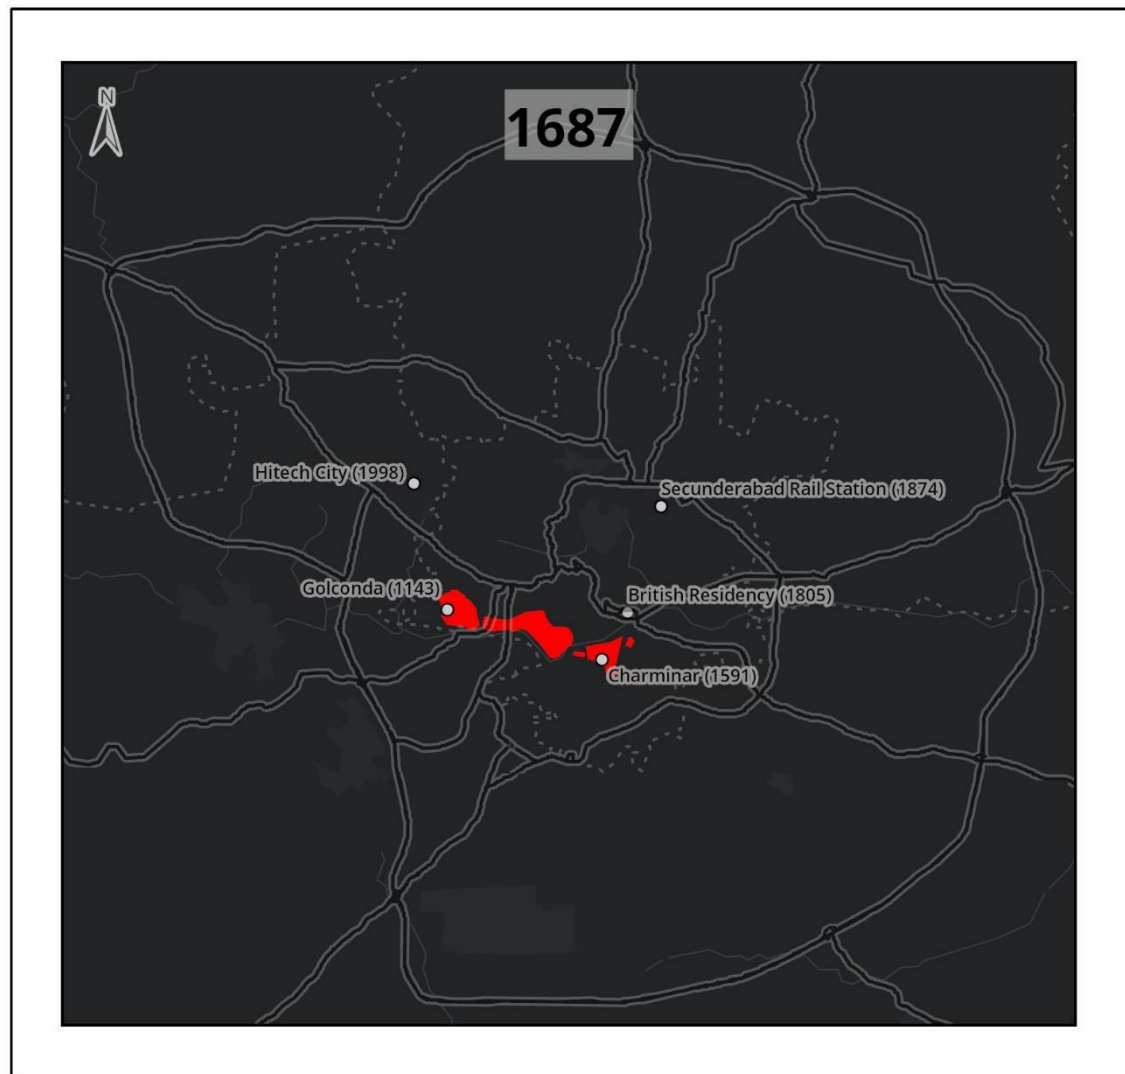 N
1687
Hitech City (1998)
Secunderabad Rail Station (1874)
Golconda (1143)
British Residency (1805)
Charminar (1591)